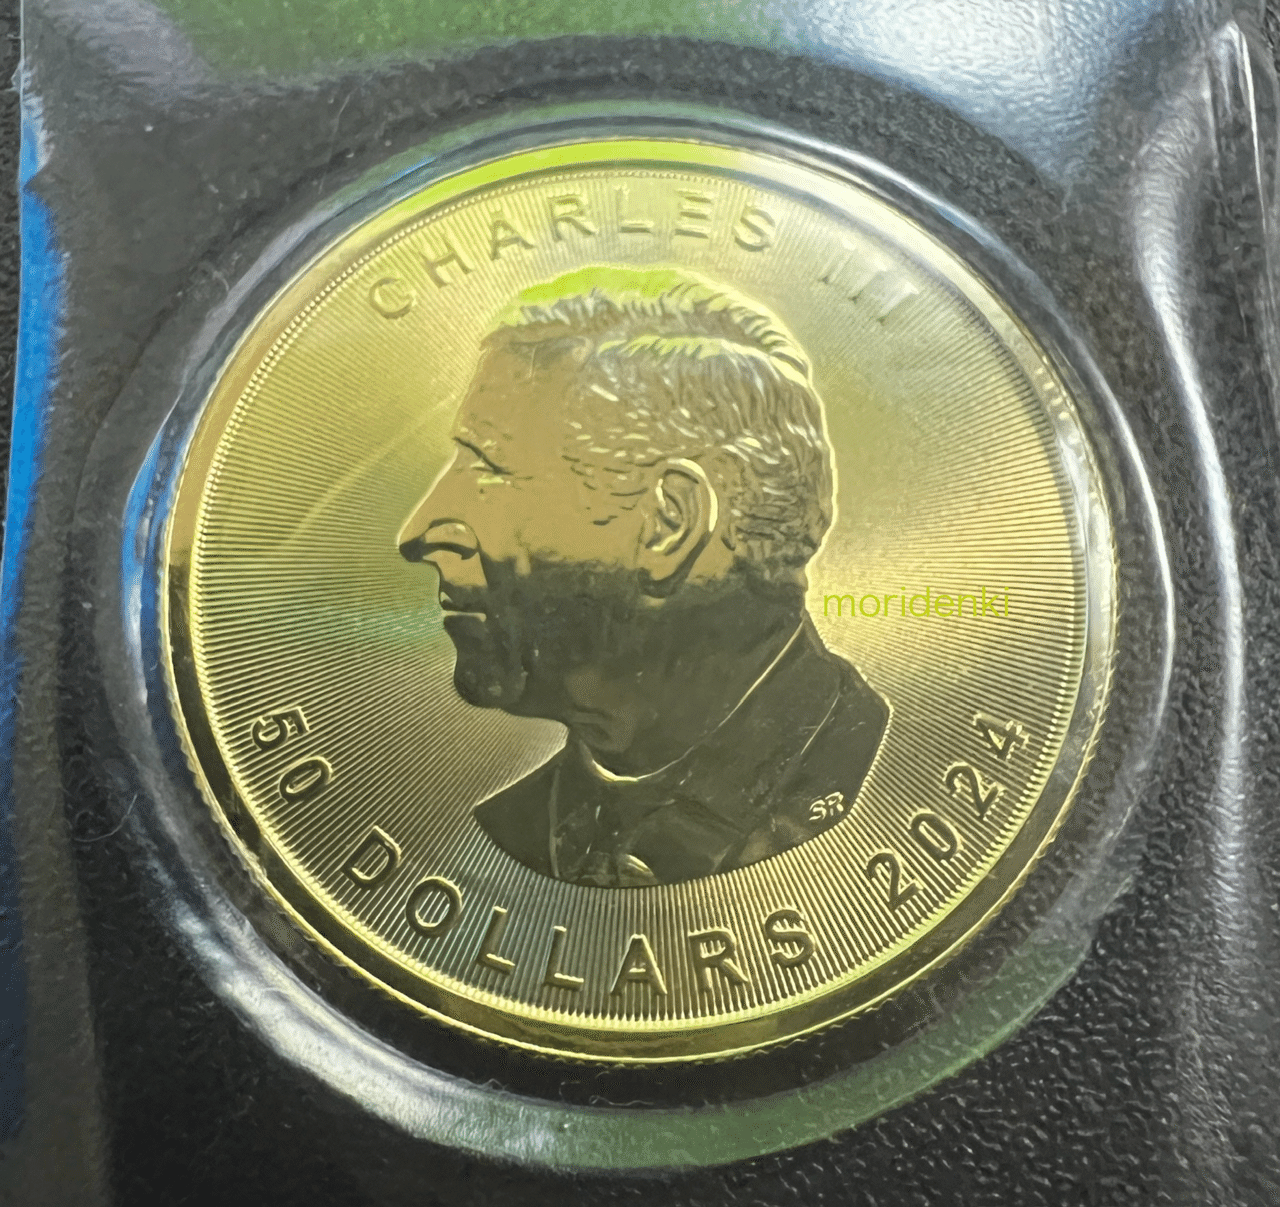 CHARLES III
moridenki
SR
50 DOLLARS 2024